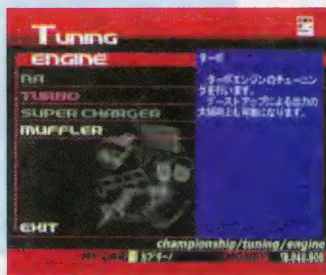 TUNING
ENGINE
NA
TURBO
SUPER CHARGER
MUFFLER
EXIT
ターボ
ターボエンジンのチューニン
グを行います。
ブーストアップによる出力の
大幅向上も可能になります。
championship/tuning/engine
MY CAR